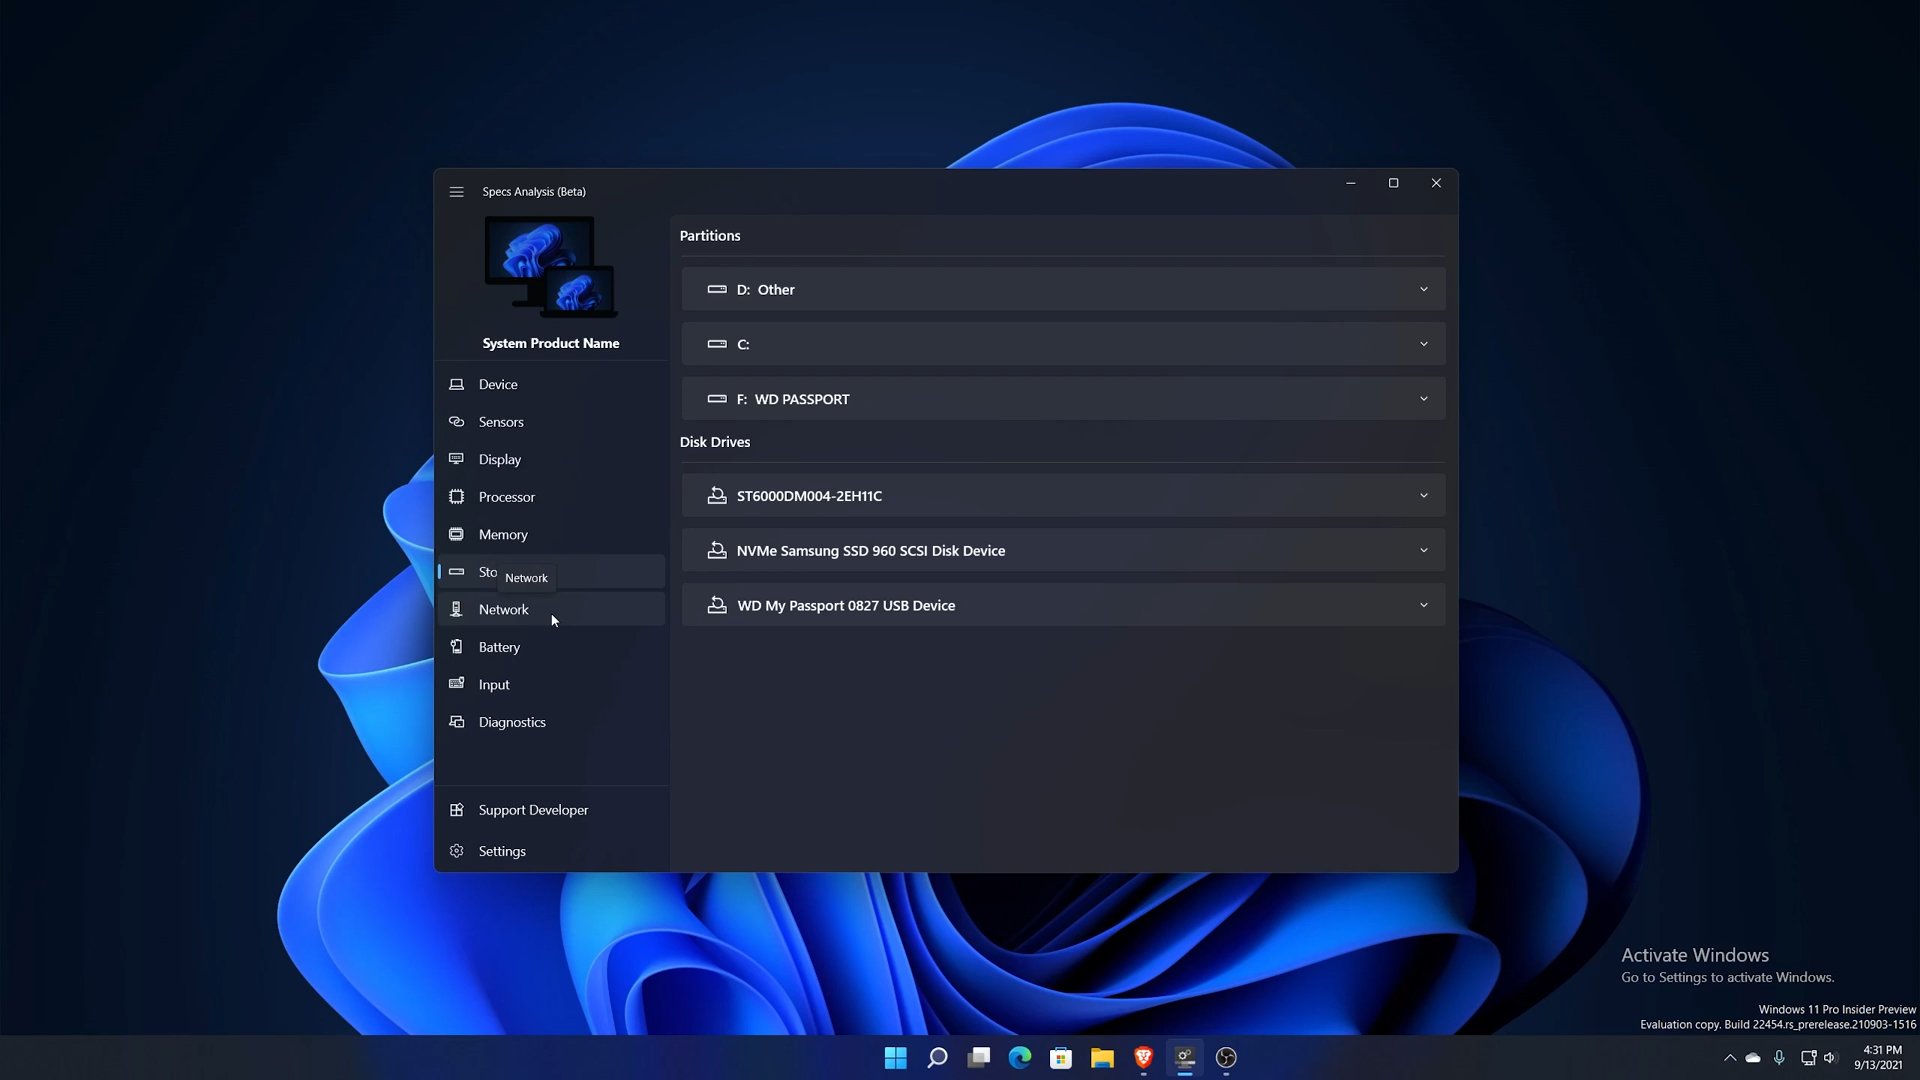 Specs Analysis (Beta)
System Product Name
Device
Sensors
Display
Processor
Memory
Sto
Network
Network
Battery
Input
Diagnostics
Support Developer
Settings
Partitions
D: Other
C:
F: WD PASSPORT
Disk Drives
ST6000DM004-2EH11C
NVMe Samsung SSD 960 SCSI Disk Device
WD My Passport 0827 USB Device
Activate Windows
Go to Settings to activate Windows.
Windows 11 Pro Insider Preview
Evaluation copy. Build 22454.rs_prerelease.210903-1516
4:31 PM
9/13/2021